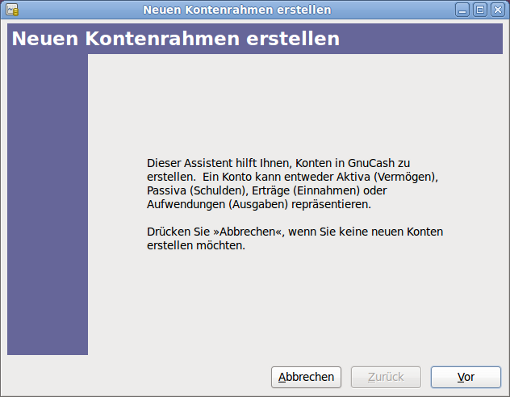 Neuen Kontenrahmen erstellen
Neuen Kontenrahmen erstellen
Dieser Assistent hilft Ihnen, Konten in GnuCash zu
erstellen.  Ein Konto kann entweder Aktiva (Vermögen),
Passiva (Schulden), Erträge (Einnahmen) oder
Aufwendungen (Ausgaben) repräsentieren.
Drücken Sie »Abbrechen«, wenn Sie keine neuen Konten
erstellen möchten.
Abbrechen Zurück Vor